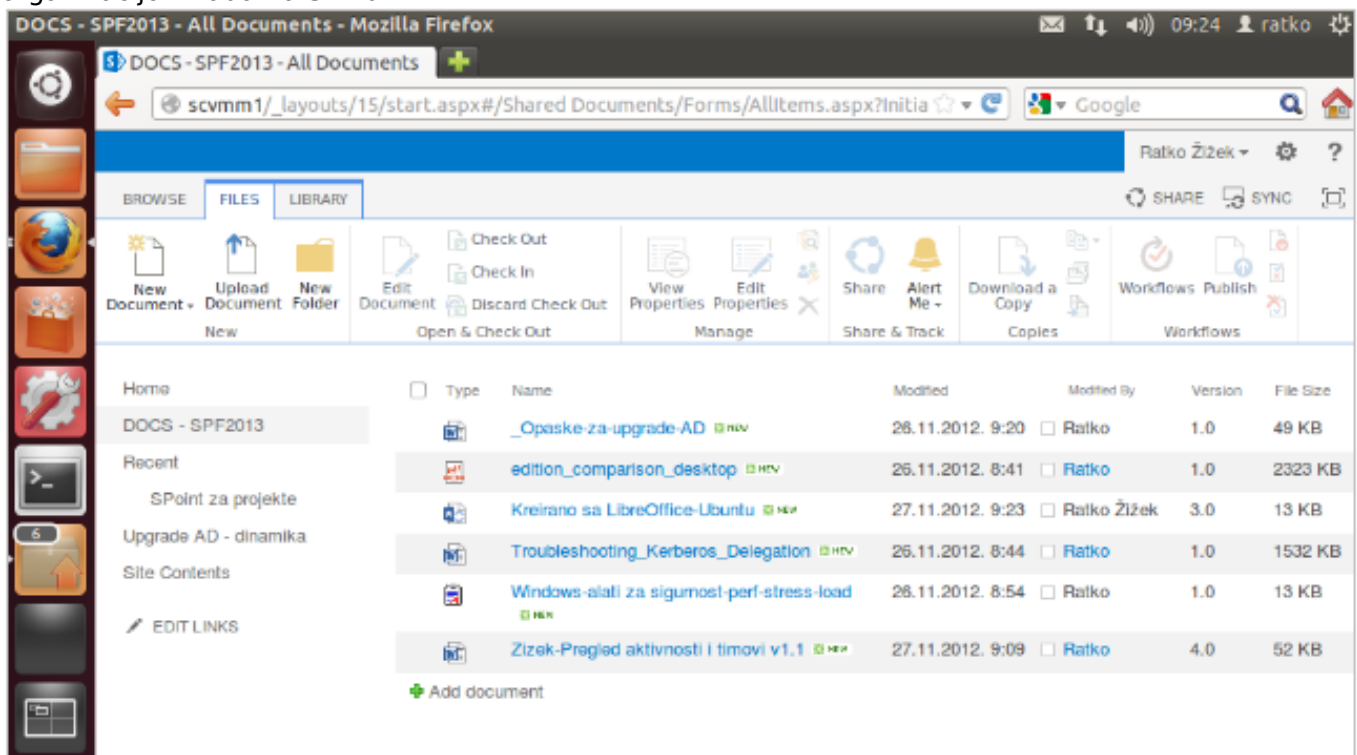 DOCS - SPF2013 - All Documents - Mozilla Firefox 09:24 ratko
DOCS - SPF2013 - All Documents
scvmm1/_layouts/15/start.aspx#/Shared Documents/Forms/AllItems.aspx?Initia Google
Ratko Žižek ?
BROWSE FILES LIBRARY SHARE SYNC
New Document Upload Document New Folder Edit Document Check Out Check In Discard Check Out View Properties Edit Properties Share Alert Me Download a Copy Workflows Publish
New Open & Check Out Manage Share & Track Copies Workflows
Home
DOCS - SPF2013
Recent
SPoint za projekte
Upgrade AD - dinamika
Site Contents
EDIT LINKS
Type Name Modified Modified By Version File Size
_Opaske-za-upgrade-AD NEW 26.11.2012. 9:20 Ratko 1.0 49 KB
edition_comparison_desktop NEW 26.11.2012. 8:41 Ratko 1.0 2323 KB
Kreirano sa LibreOffice-Ubuntu NEW 27.11.2012. 9:23 Ratko Žižek 3.0 13 KB
Troubleshooting_Kerberos_Delegation NEW 26.11.2012. 8:44 Ratko 1.0 1532 KB
Windows-alati za sigurnost-perf-stress-load 26.11.2012. 8:54 Ratko 1.0 13 KB
NEW
Zizek-Pregled aktivnosti i timovi v1.1 NEW 27.11.2012. 9:09 Ratko 4.0 52 KB
Add document
6